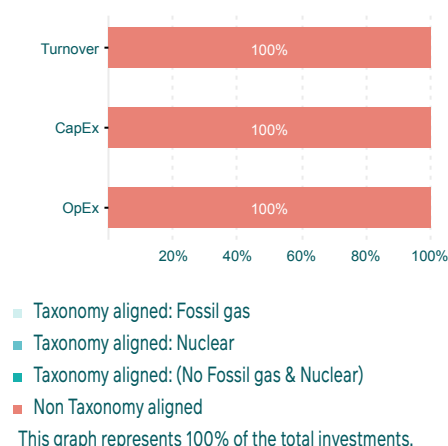 Turnover 100%
CapEx 100%
OpEx 100%
20% 40% 60% 80% 100%
Taxonomy aligned: Fossil gas
Taxonomy aligned: Nuclear
Taxonomy aligned: (No Fossil gas & Nuclear)
Non Taxonomy aligned
This graph represents 100% of the total investments.